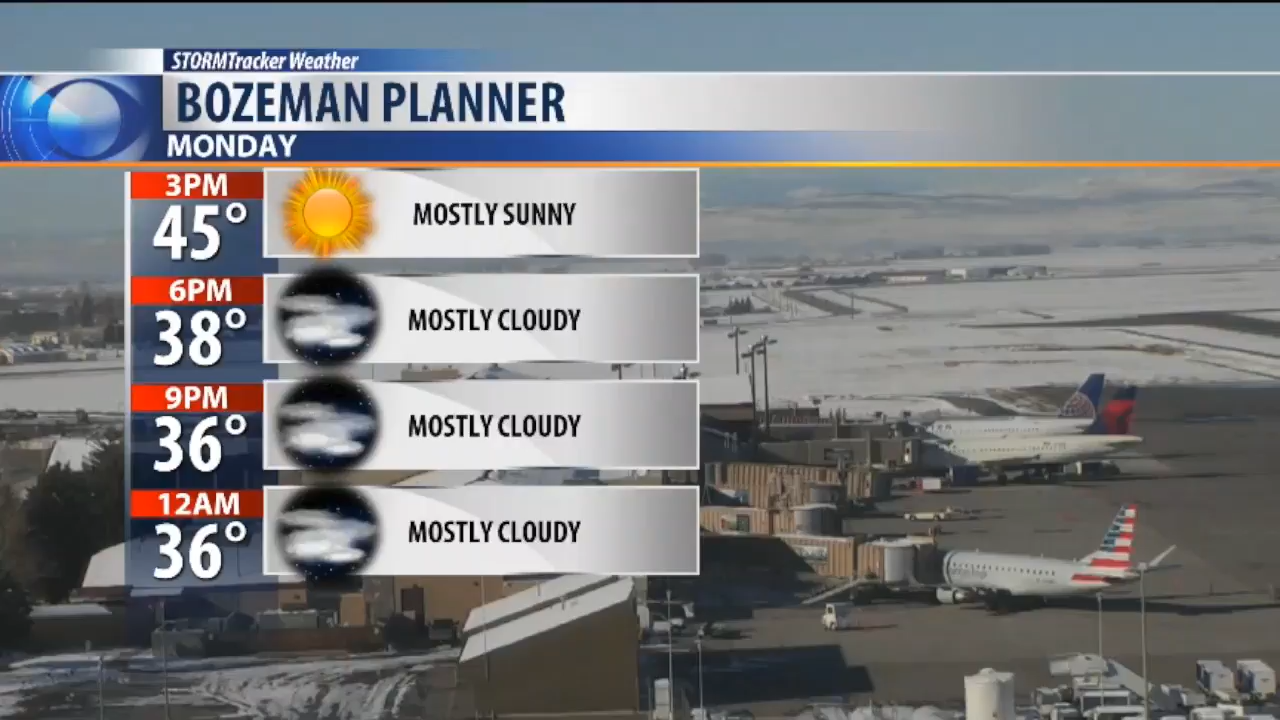 STORMTracker Weather
BOZEMAN PLANNER
MONDAY
3PM
45°
MOSTLY SUNNY
6PM
38°
MOSTLY CLOUDY
9PM
36°
MOSTLY CLOUDY
12AM
36°
MOSTLY CLOUDY